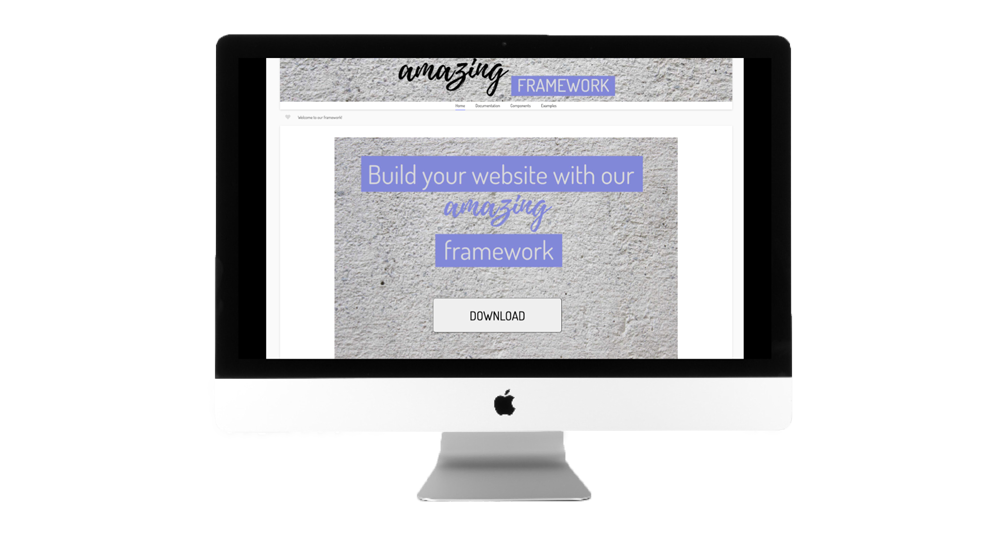 amazing FRAMEWORK
Home Documentation Components Examples
Welcome to our framework!
Build your website with our
amazing
framework
DOWNLOAD